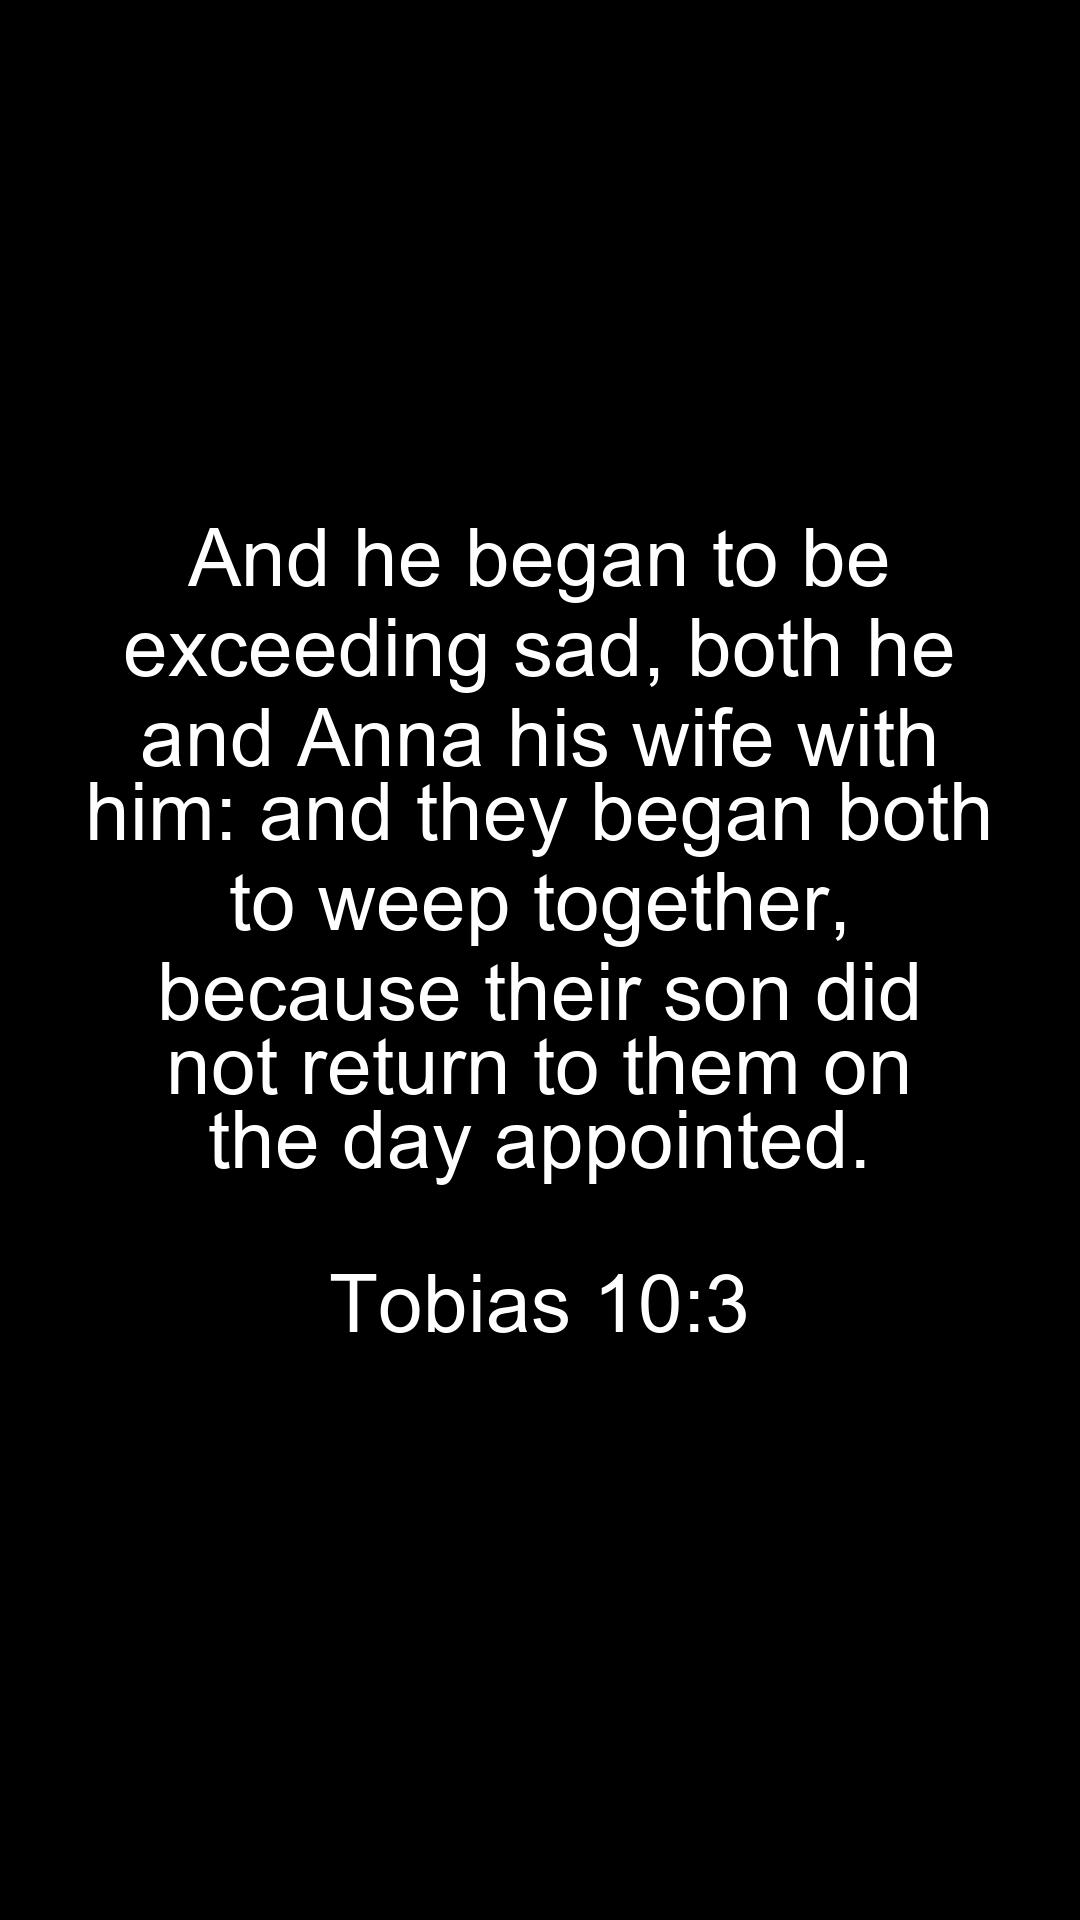 And he began to be
exceeding sad, both he
and Anna his wife with
him: and they began both
to weep together,
because their son did
not return to them on
the day appointed.
Tobias 10:3